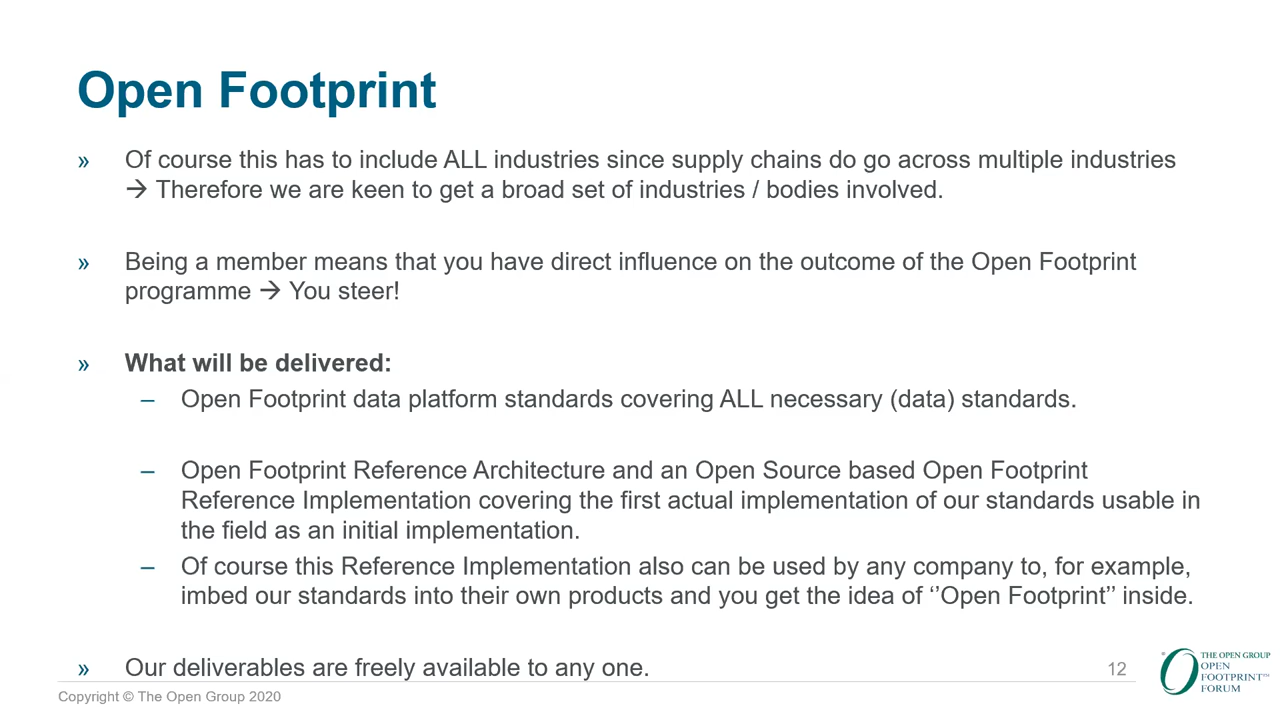 Open Footprint
» Of course this has to include ALL industries since supply chains do go across multiple industries
→ Therefore we are keen to get a broad set of industries / bodies involved.
» Being a member means that you have direct influence on the outcome of the Open Footprint
programme → You steer!
» What will be delivered:
– Open Footprint data platform standards covering ALL necessary (data) standards.
– Open Footprint Reference Architecture and an Open Source based Open Footprint
Reference Implementation covering the first actual implementation of our standards usable in
the field as an initial implementation.
– Of course this Reference Implementation also can be used by any company to, for example,
imbed our standards into their own products and you get the idea of ‘’Open Footprint’’ inside.
» Our deliverables are freely available to any one.
12
Copyright © The Open Group 2020
® THE OPEN GROUP
OPEN
FOOTPRINT™
FORUM